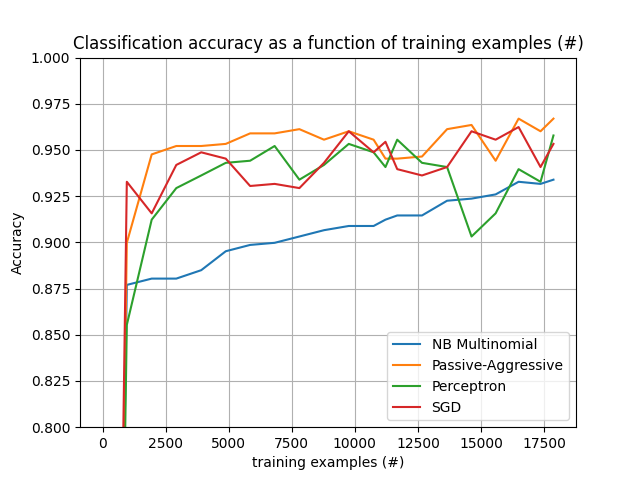 Classification accuracy as a function of training examples (#)
1.000
0.975
0.950
0.925
0.900
0.875
0.850
0.825
0.800
Accuracy
NB Multinomial
Passive-Aggressive
Perceptron
SGD
0
2500
5000
7500
10000
12500
15000
17500
training examples (#)